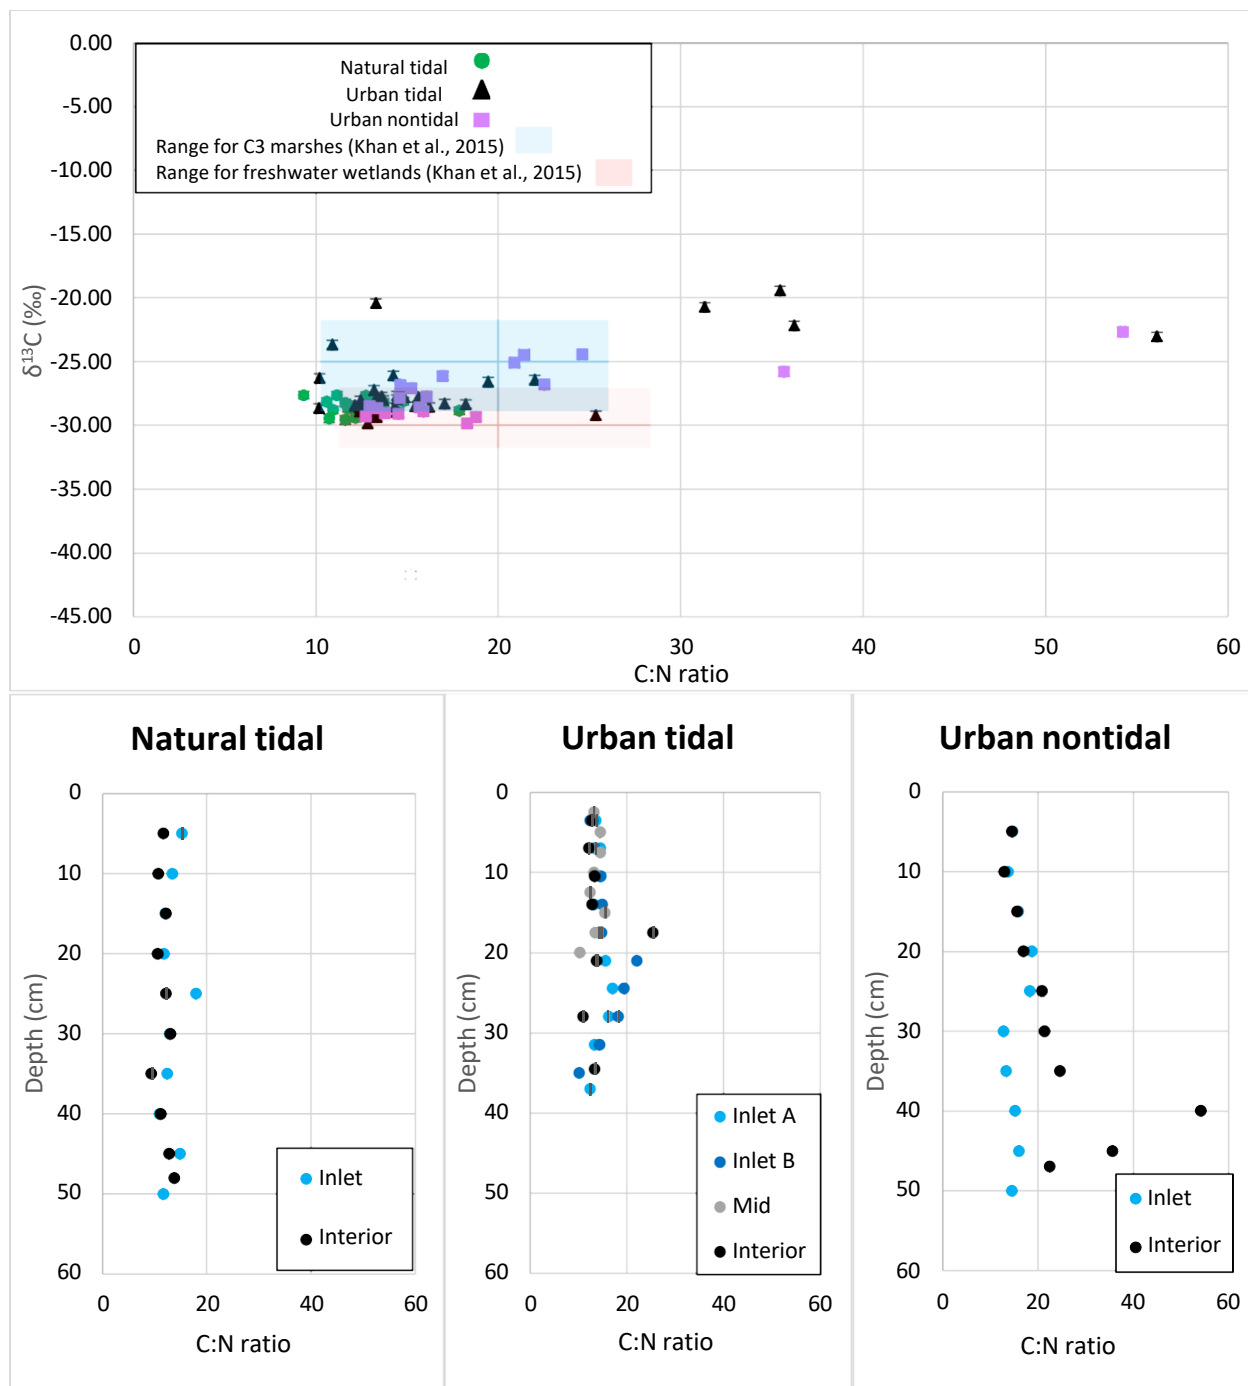 0.00
-5.00
-10.00
-15.00
-20.00
-25.00
-30.00
-35.00
-40.00
-45.00
δ¹³C (‰)
Natural tidal
Urban tidal
Urban nontidal
Range for C3 marshes (Khan et al., 2015)
Range for freshwater wetlands (Khan et al., 2015)
0 10 20 30 40 50 60
C:N ratio
Natural tidal
0
10
20
30
40
50
60
Depth (cm)
Inlet
Interior
0 20 40 60
C:N ratio
Urban tidal
0
10
20
30
40
50
60
Depth (cm)
Inlet A
Inlet B
Mid
Interior
0 20 40 60
C:N ratio
Urban nontidal
0
10
20
30
40
50
60
Depth (cm)
Inlet
Interior
0 20 40 60
C:N ratio